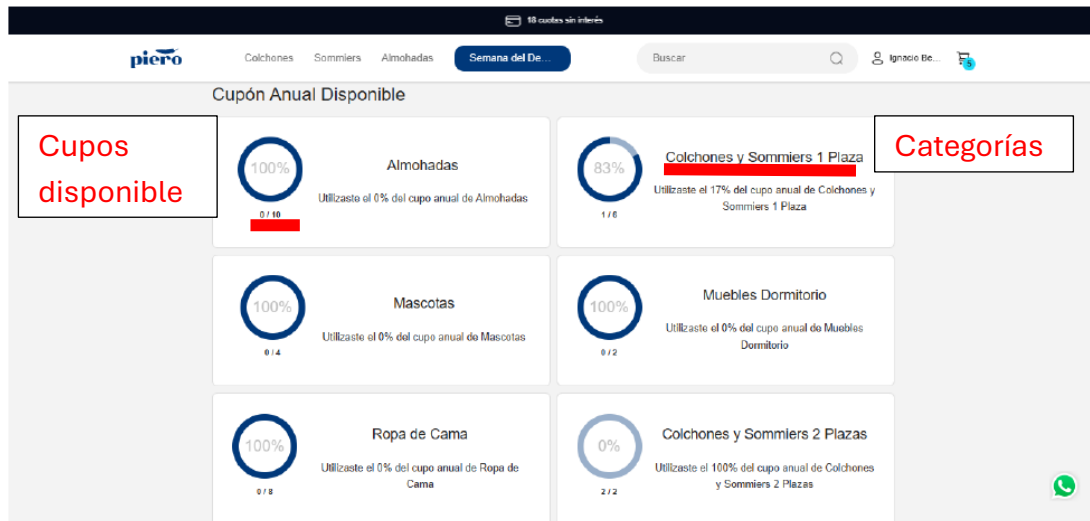 18 cuotas sin interés
piero
Colchones
Sommiers
Almohadas
Semana del De...
Buscar
Ignacio Be...
5
Cupón Anual Disponible
Cupos
disponible
Categorías
100%
Almohadas
Utilizaste el 0% del cupo anual de Almohadas
0 / 10
83%
Colchones y Sommiers 1 Plaza
Utilizaste el 17% del cupo anual de Colchones y
Sommiers 1 Plaza
1 / 6
100%
Mascotas
Utilizaste el 0% del cupo anual de Mascotas
0 / 4
100%
Muebles Dormitorio
Utilizaste el 0% del cupo anual de Muebles
Dormitorio
0 / 2
100%
Ropa de Cama
Utilizaste el 0% del cupo anual de Ropa de
Cama
0 / 8
0%
Colchones y Sommiers 2 Plazas
Utilizaste el 100% del cupo anual de Colchones
y Sommiers 2 Plazas
2 / 2